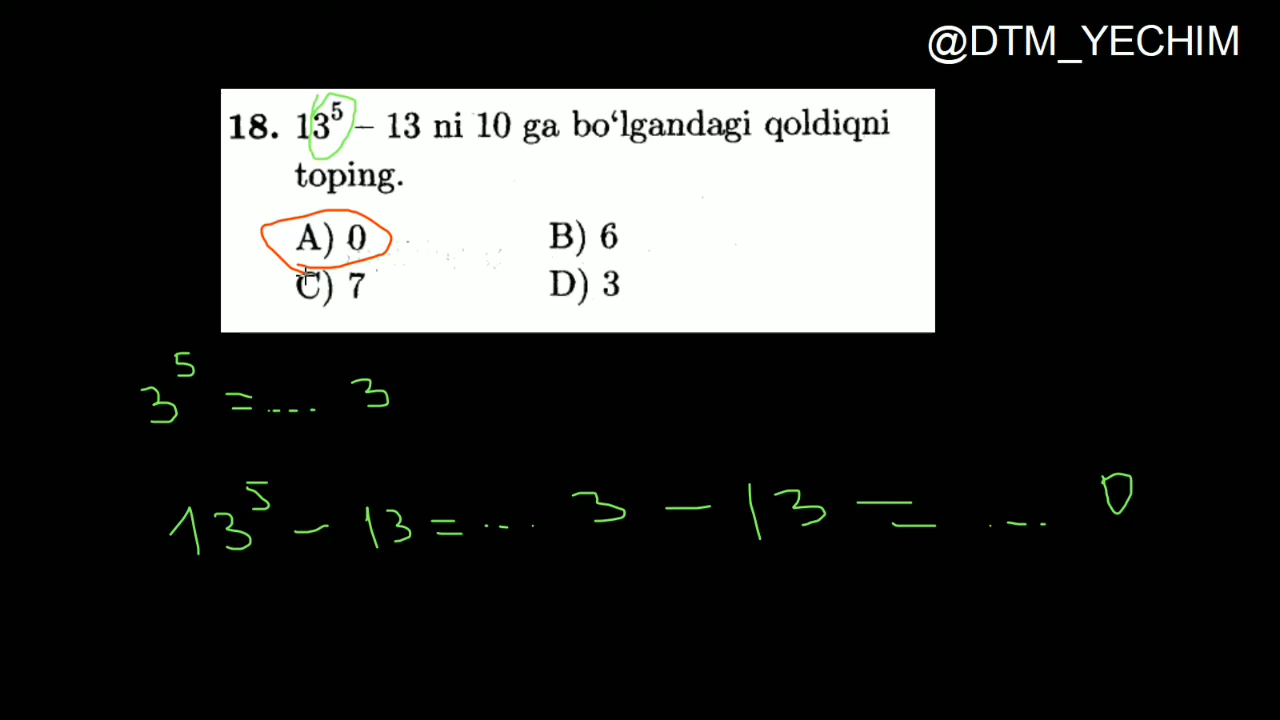 @DTM_YECHIM
18. 13⁵ – 13 ni 10 ga bo‘lgandagi qoldiqni
toping.
A) 0 B) 6
C) 7 D) 3
3⁵ = .... 3
13⁵ – 13 = ... 3 – 13 = ... 0